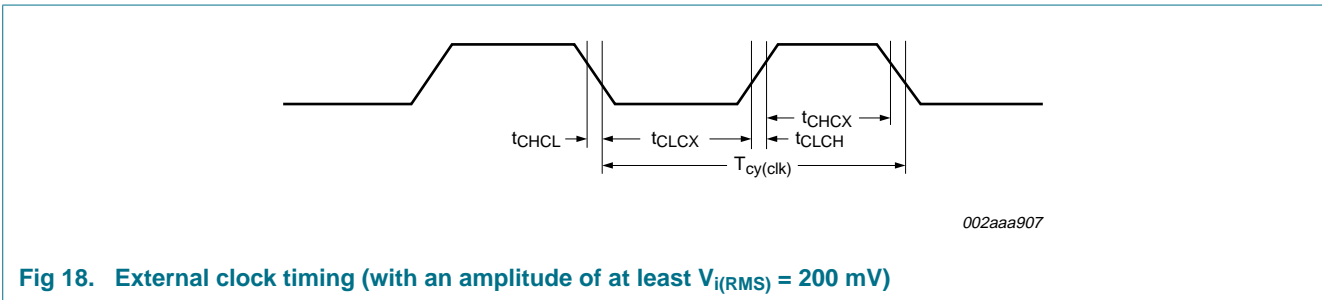 tCHCX
tCHCL
tCLCX
tCLCH
Tcy(clk)
002aaa907
Fig 18. External clock timing (with an amplitude of at least Vi(RMS) = 200 mV)